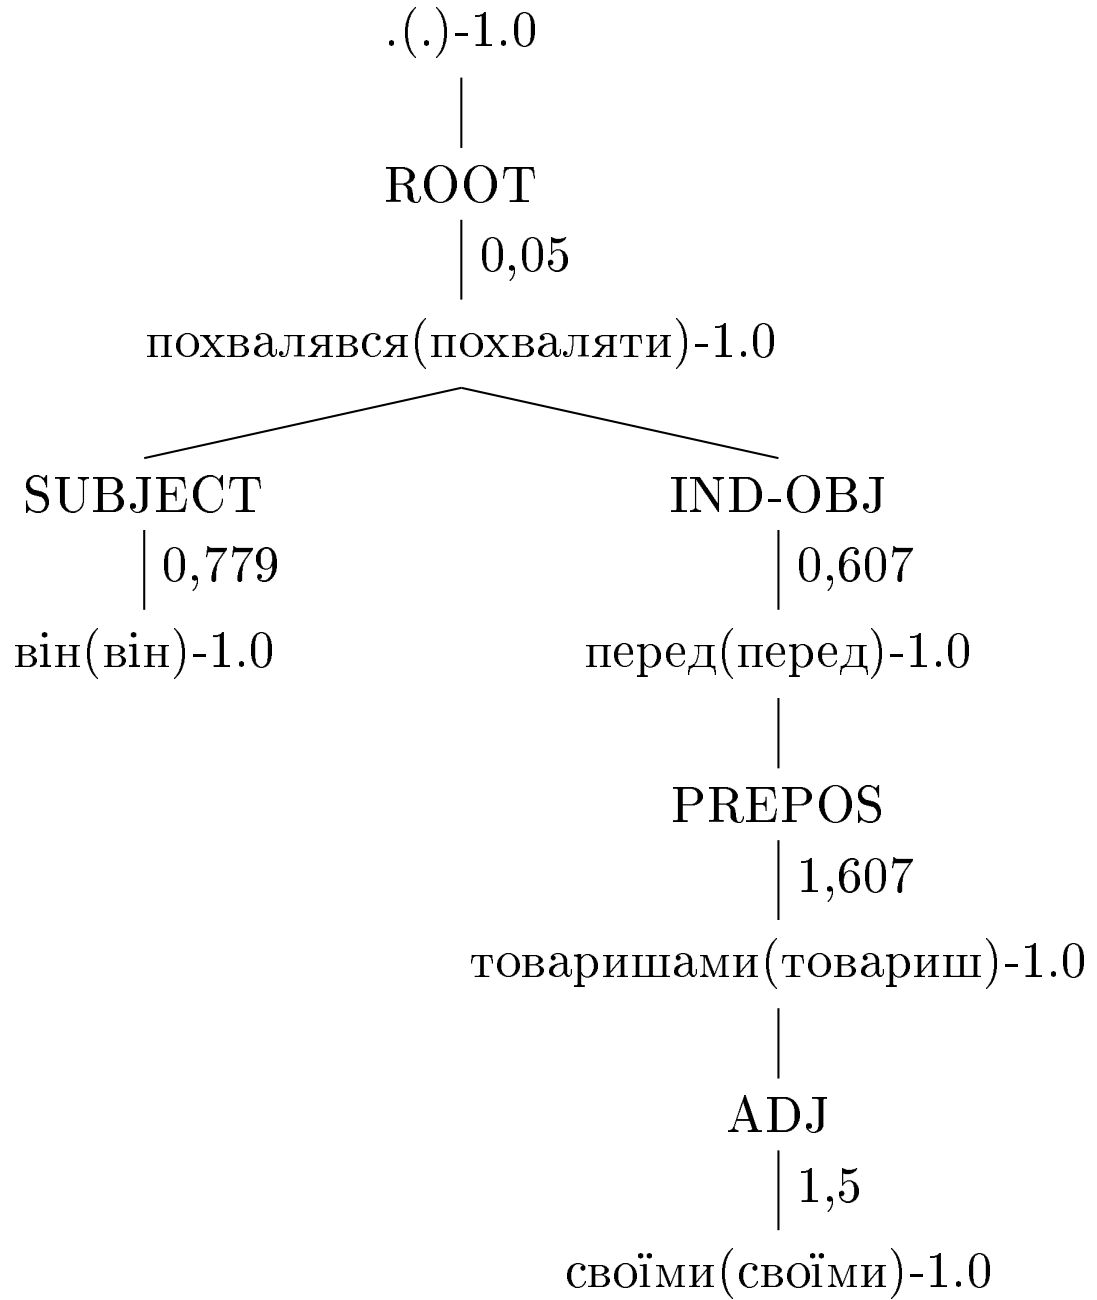 .(.)-1.0
ROOT
0,05
похвалявся(похваляти)-1.0
SUBJECT IND-OBJ
0,779 0,607
він(він)-1.0 перед(перед)-1.0
PREPOS
1,607
товаришами(товариш)-1.0
ADJ
1,5
своїми(своїми)-1.0